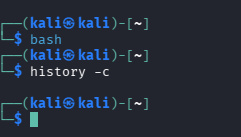 ┌──(kali㉿kali)-[~]
└─$ bash
┌──(kali㉿kali)-[~]
└─$ history -c

┌──(kali㉿kali)-[~]
└─$